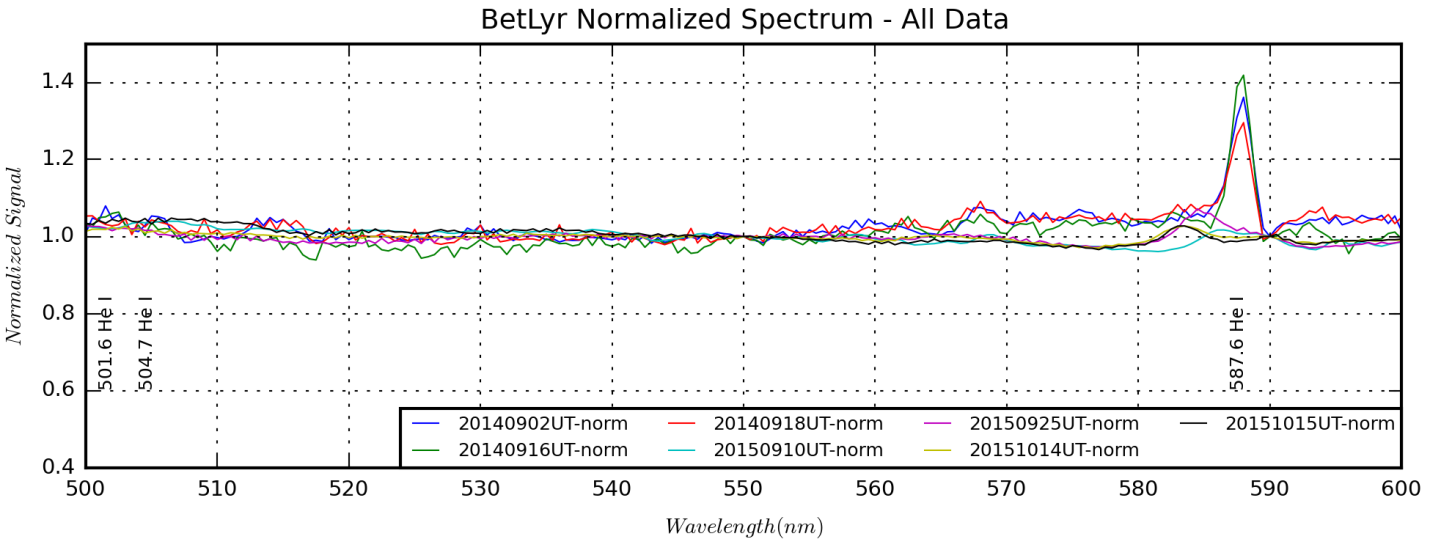 BetLyr Normalized Spectrum - All Data
Normalized Signal
1.4
1.2
1.0
0.8
0.6
0.4
501.6 He I
504.7 He I
587.6 He I
20140902UT-norm 20140918UT-norm 20150925UT-norm 20151015UT-norm
20140916UT-norm 20150910UT-norm 20151014UT-norm
500 510 520 530 540 550 560 570 580 590 600
Wavelength(nm)